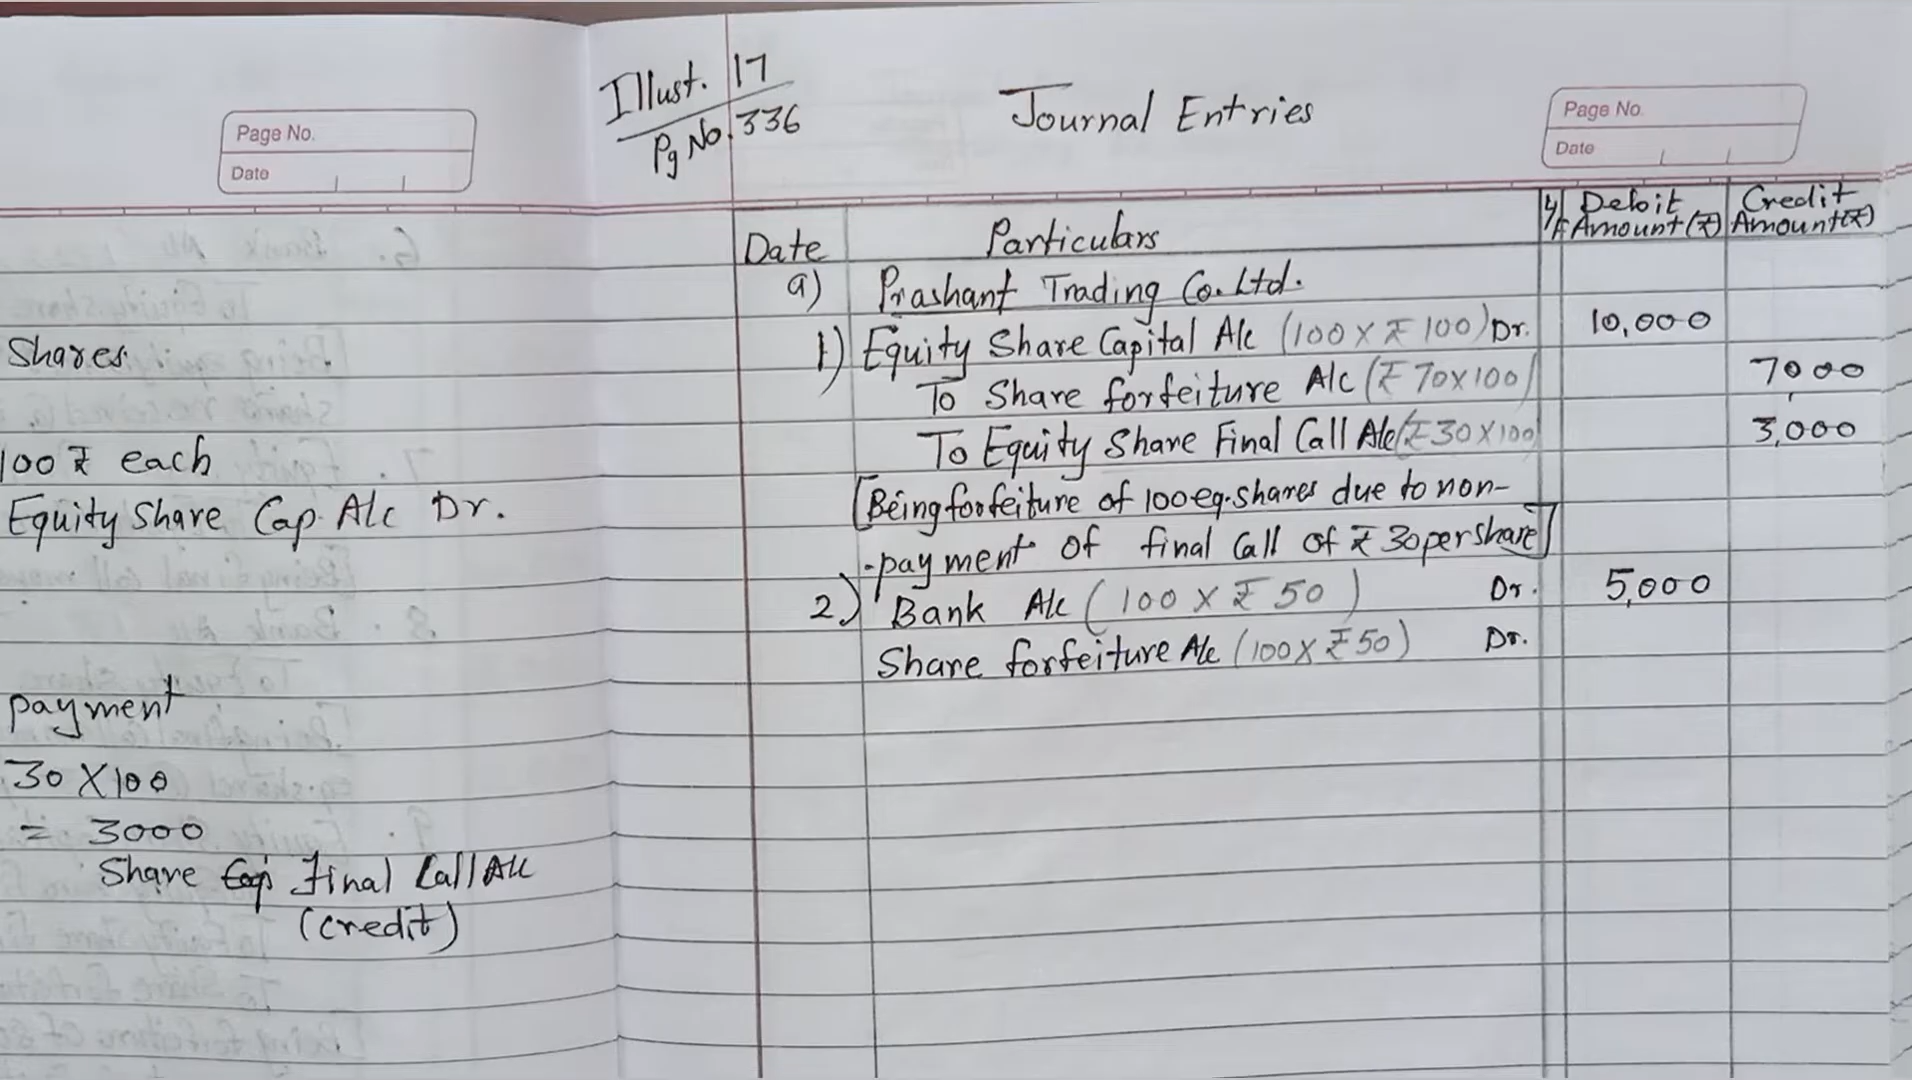 Page No.
Date
Shares.
100 ₹ each
Equity Share Cap. A/c Dr.
payment
30 X 100
= 3000
Share Final Call A/c
(credit)
Illust. 17
Pg No. 336
Journal Entries
Page No.
Date
Date Particulars L/F Debit Amount (₹) Credit Amount (₹)
a) Prashant Trading Co. Ltd.
1) Equity Share Capital A/c (100 X ₹ 100) Dr. 10,000
To Share forfeiture A/c (₹ 70 X 100) 7000
To Equity Share Final Call A/c (₹ 30 X 100) 3,000
[Being forfeiture of 100 eq. shares due to non-
-payment of final Call of ₹ 30 per share]
2) Bank A/c (100 X ₹ 50) Dr. 5,000
Share forfeiture A/c (100 X ₹ 50) Dr.